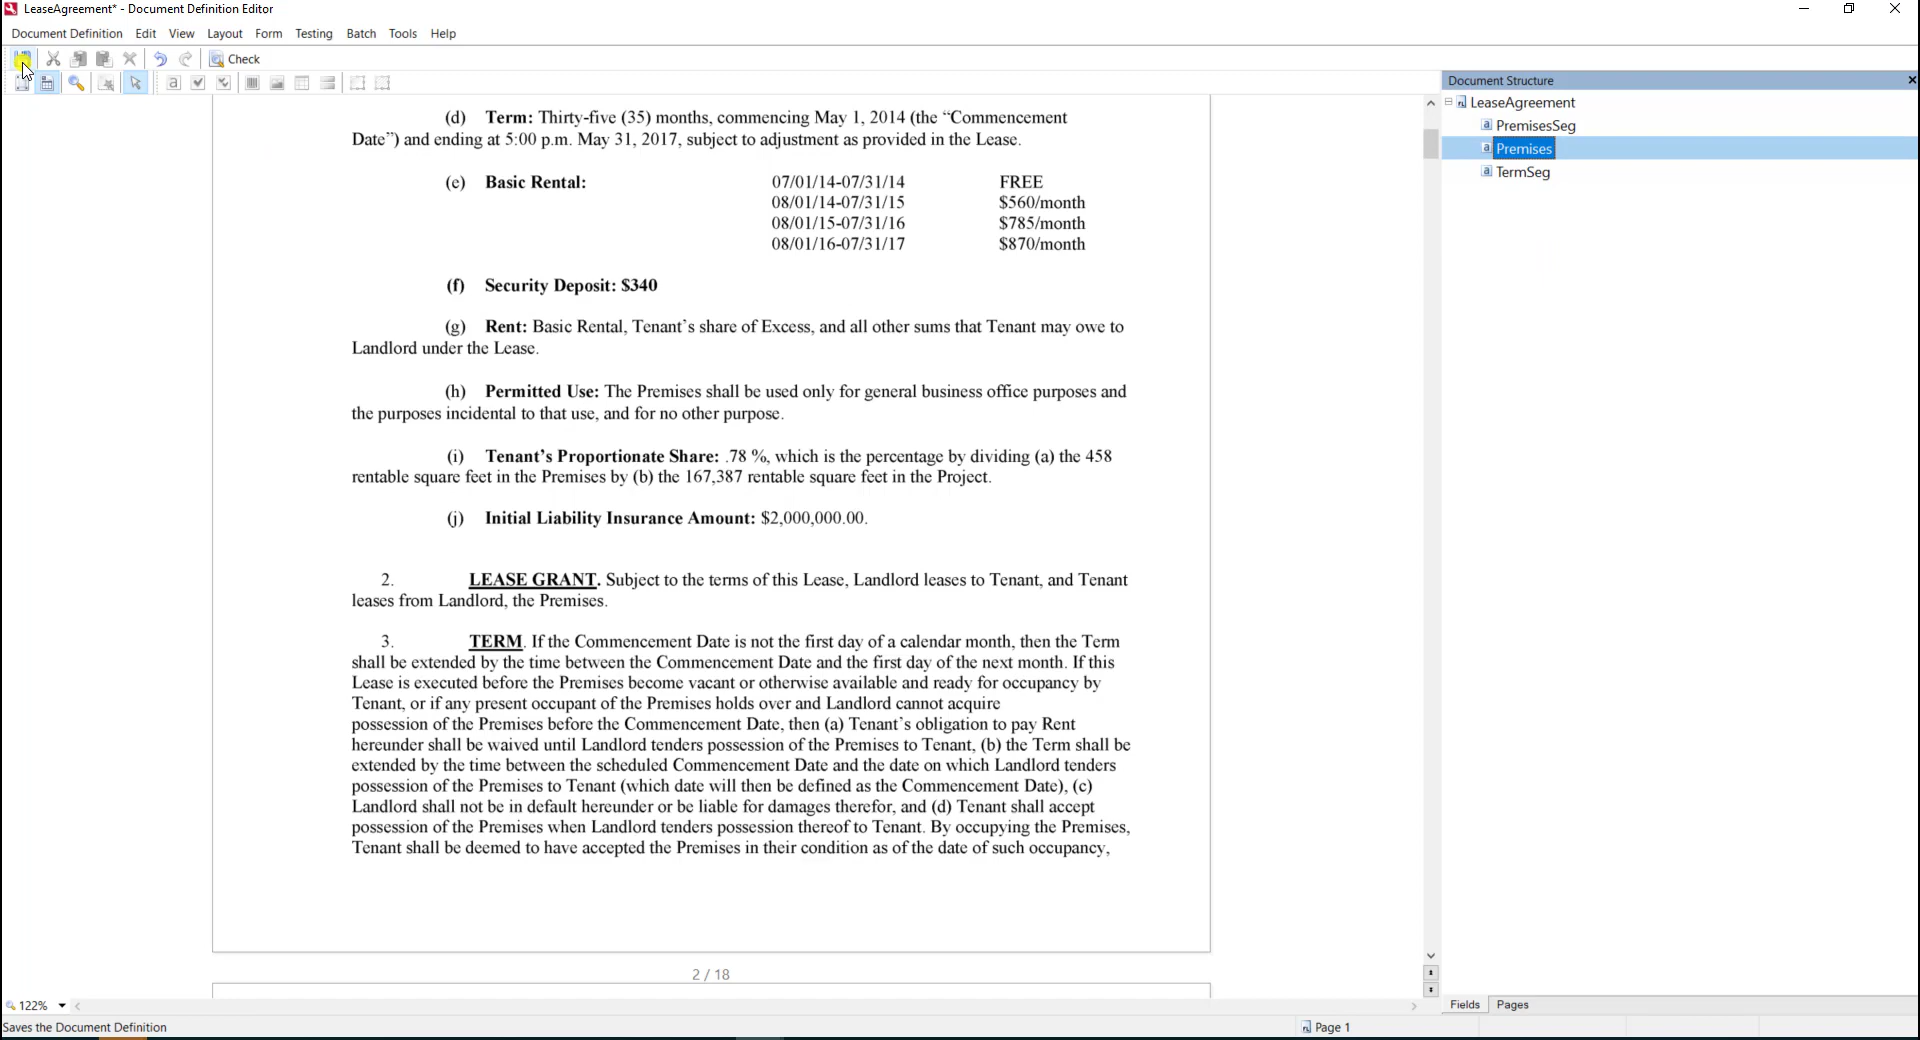 LeaseAgreement* - Document Definition Editor
Document Definition Edit View Layout Form Testing Batch Tools Help
Check
Document Structure
LeaseAgreement
PremisesSeg
Premises
TermSeg
(d) Term: Thirty-five (35) months, commencing May 1, 2014 (the “Commencement
Date”) and ending at 5:00 p.m. May 31, 2017, subject to adjustment as provided in the Lease.
(e) Basic Rental: 07/01/14-07/31/14 FREE
08/01/14-07/31/15 $560/month
08/01/15-07/31/16 $785/month
08/01/16-07/31/17 $870/month
(f) Security Deposit: $340
(g) Rent: Basic Rental, Tenant’s share of Excess, and all other sums that Tenant may owe to
Landlord under the Lease.
(h) Permitted Use: The Premises shall be used only for general business office purposes and
the purposes incidental to that use, and for no other purpose.
(i) Tenant’s Proportionate Share: .78 %, which is the percentage by dividing (a) the 458
rentable square feet in the Premises by (b) the 167,387 rentable square feet in the Project.
(j) Initial Liability Insurance Amount: $2,000,000.00.
2. LEASE GRANT. Subject to the terms of this Lease, Landlord leases to Tenant, and Tenant
leases from Landlord, the Premises.
3. TERM. If the Commencement Date is not the first day of a calendar month, then the Term
shall be extended by the time between the Commencement Date and the first day of the next month. If this
Lease is executed before the Premises become vacant or otherwise available and ready for occupancy by
Tenant, or if any present occupant of the Premises holds over and Landlord cannot acquire
possession of the Premises before the Commencement Date, then (a) Tenant’s obligation to pay Rent
hereunder shall be waived until Landlord tenders possession of the Premises to Tenant, (b) the Term shall be
extended by the time between the scheduled Commencement Date and the date on which Landlord tenders
possession of the Premises to Tenant (which date will then be defined as the Commencement Date), (c)
Landlord shall not be in default hereunder or be liable for damages therefor, and (d) Tenant shall accept
possession of the Premises when Landlord tenders possession thereof to Tenant. By occupying the Premises,
Tenant shall be deemed to have accepted the Premises in their condition as of the date of such occupancy,
2 / 18
122%
Fields Pages
Saves the Document Definition
Page 1